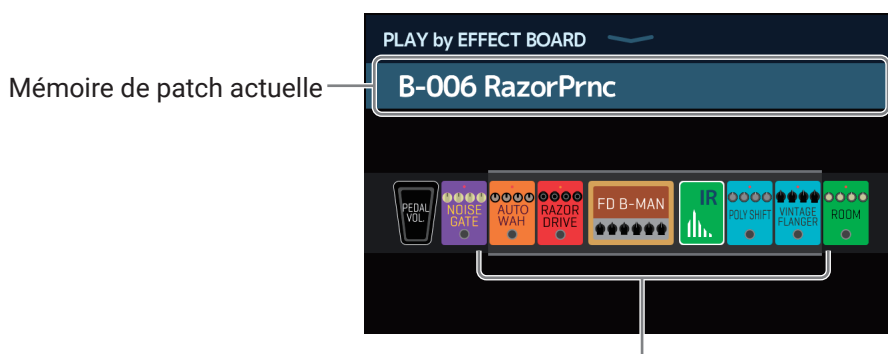 PLAY by EFFECT BOARD
Mémoire de patch actuelle
B-006 RazorPrnc
PEDAL
VOL.
NOISE
GATE
AUTO
WAH
RAZOR
DRIVE
FD B-MAN
IR
POLY SHIFT
VINTAGE
FLANGER
ROOM